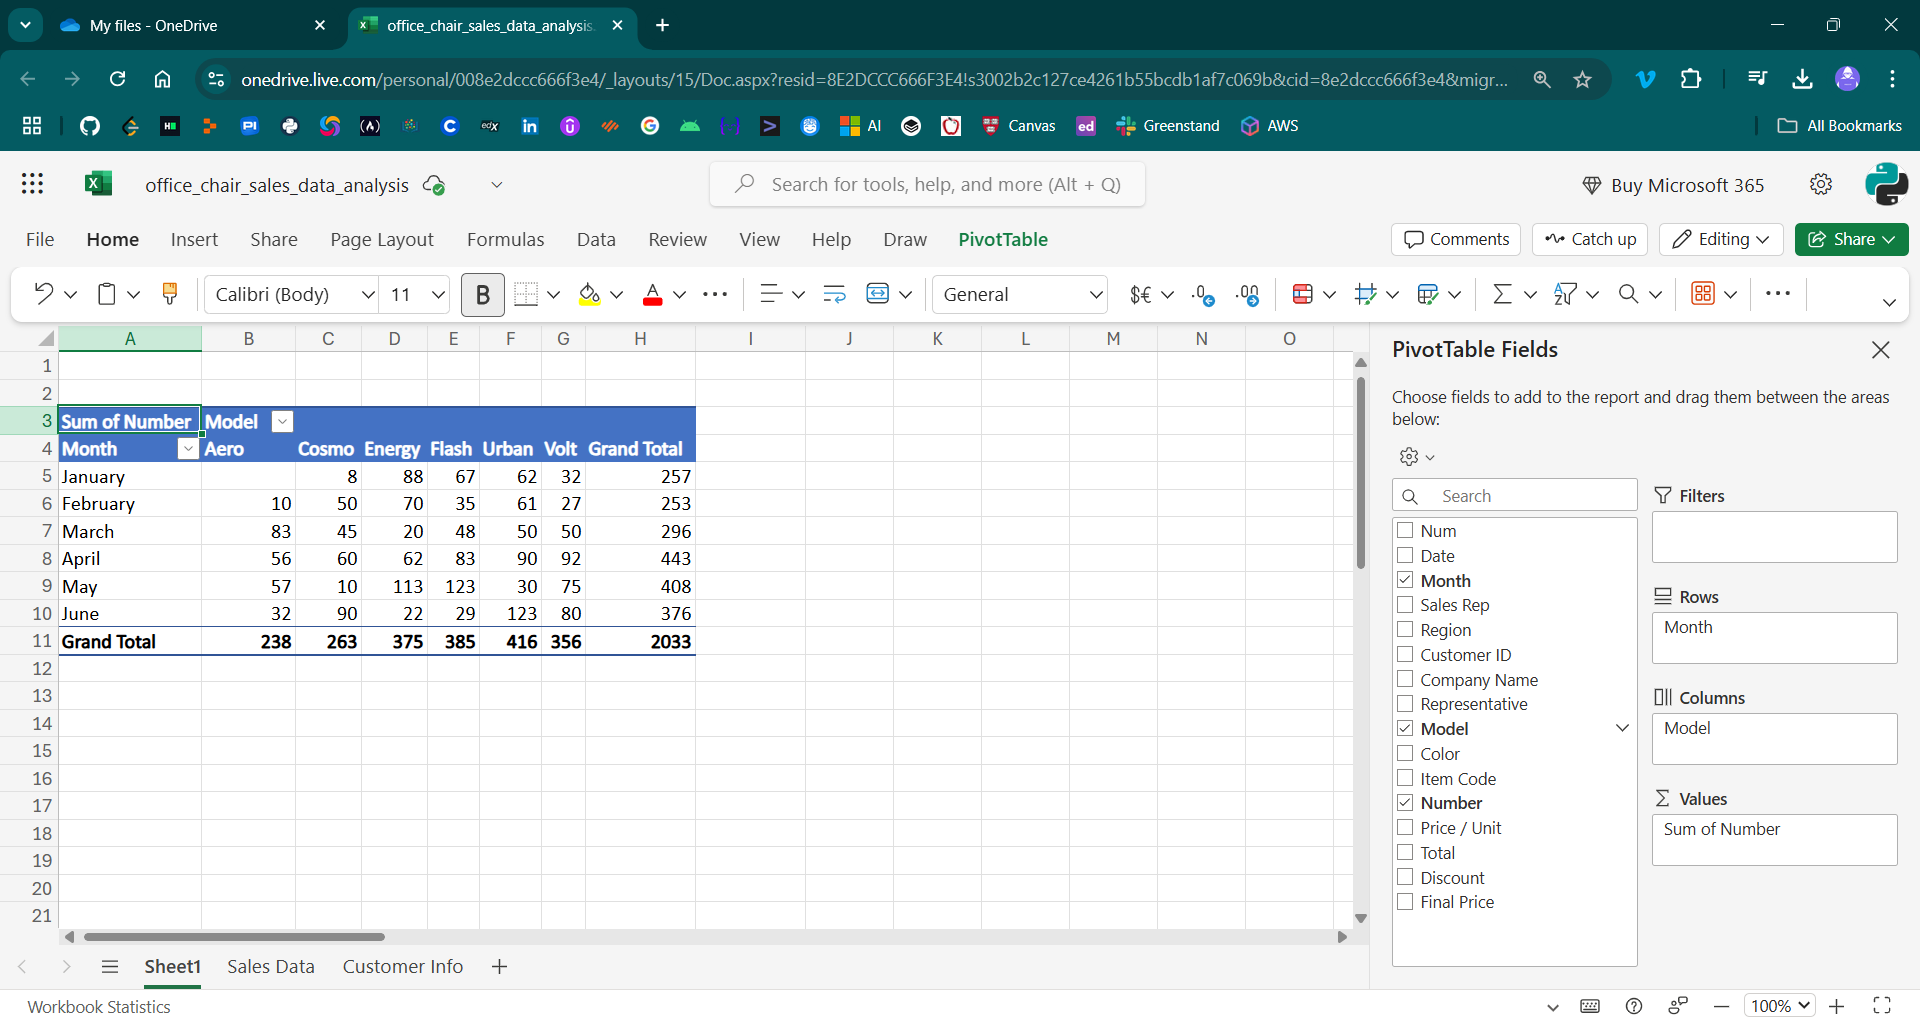 My files - OneDrive
office_chair_sales_data_analysis.
onedrive.live.com/personal/008e2dccc666f3e4/_layouts/15/Doc.aspx?resid=8E2DCCC666F3E4!s3002b2c127ce4261b55bcdb1af7c069b&cid=8e2dccc666f3e4&migr...
AI Canvas Greenstand AWS All Bookmarks
office_chair_sales_data_analysis
Search for tools, help, and more (Alt + Q)
Buy Microsoft 365
File Home Insert Share Page Layout Formulas Data Review View Help Draw PivotTable
Comments Catch up Editing Share
Calibri (Body) 11 B General
A B C D E F G H I J K L M N O
1
2
3 Sum of Number Model
4 Month Aero Cosmo Energy Flash Urban Volt Grand Total
5 January 8 88 67 62 32 257
6 February 10 50 70 35 61 27 253
7 March 83 45 20 48 50 50 296
8 April 56 60 62 83 90 92 443
9 May 57 10 113 123 30 75 408
10 June 32 90 22 29 123 80 376
11 Grand Total 238 263 375 385 416 356 2033
12
13
14
15
16
17
18
19
20
21
PivotTable Fields
Choose fields to add to the report and drag them between the areas
below:
Search
Num
Date
Month
Sales Rep
Region
Customer ID
Company Name
Representative
Model
Color
Item Code
Number
Price / Unit
Total
Discount
Final Price
Filters
Rows
Month
Columns
Model
Values
Sum of Number
Sheet1 Sales Data Customer Info
Workbook Statistics
100%